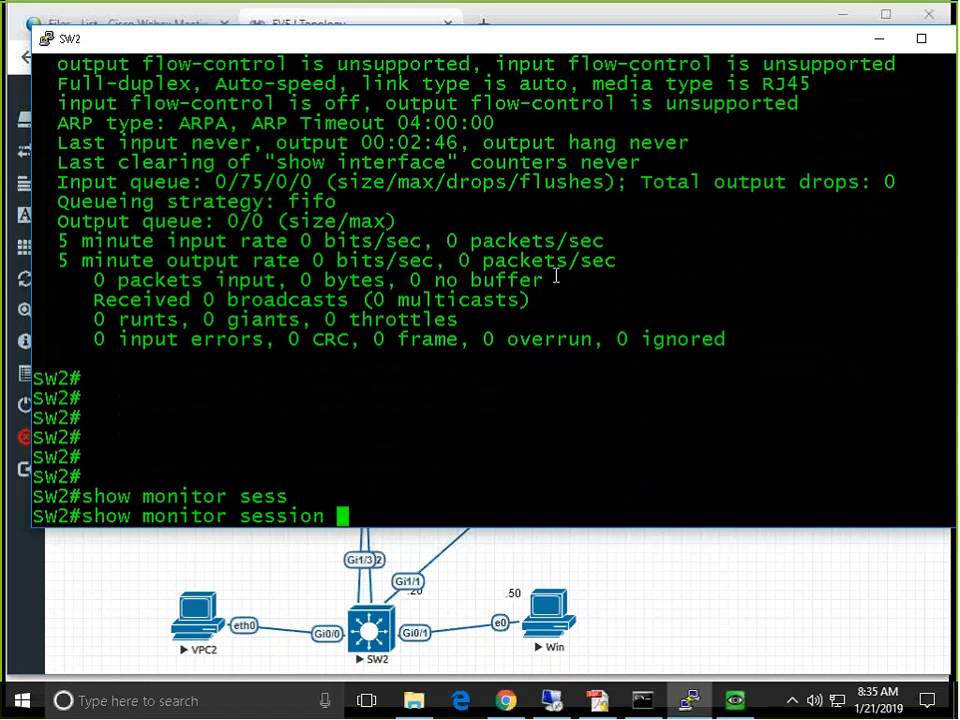 SW2
output flow-control is unsupported, input flow-control is unsupported
Full-duplex, Auto-speed, link type is auto, media type is RJ45
input flow-control is off, output flow-control is unsupported
ARP type: ARPA, ARP Timeout 04:00:00
Last input never, output 00:02:46, output hang never
Last clearing of "show interface" counters never
Input queue: 0/75/0/0 (size/max/drops/flushes); Total output drops: 0
Queueing strategy: fifo
Output queue: 0/0 (size/max)
5 minute input rate 0 bits/sec, 0 packets/sec
5 minute output rate 0 bits/sec, 0 packets/sec
0 packets input, 0 bytes, 0 no buffer
Received 0 broadcasts (0 multicasts)
0 runts, 0 giants, 0 throttles
0 input errors, 0 CRC, 0 frame, 0 overrun, 0 ignored
SW2#
SW2#
SW2#
SW2#
SW2#
SW2#
SW2#show monitor sess
SW2#show monitor session
Gi1/3
Gi1/1
.50
eth0
Gi0/0
Gi0/1
e0
VPC2
SW2
Win
Type here to search
8:35 AM
1/21/2019